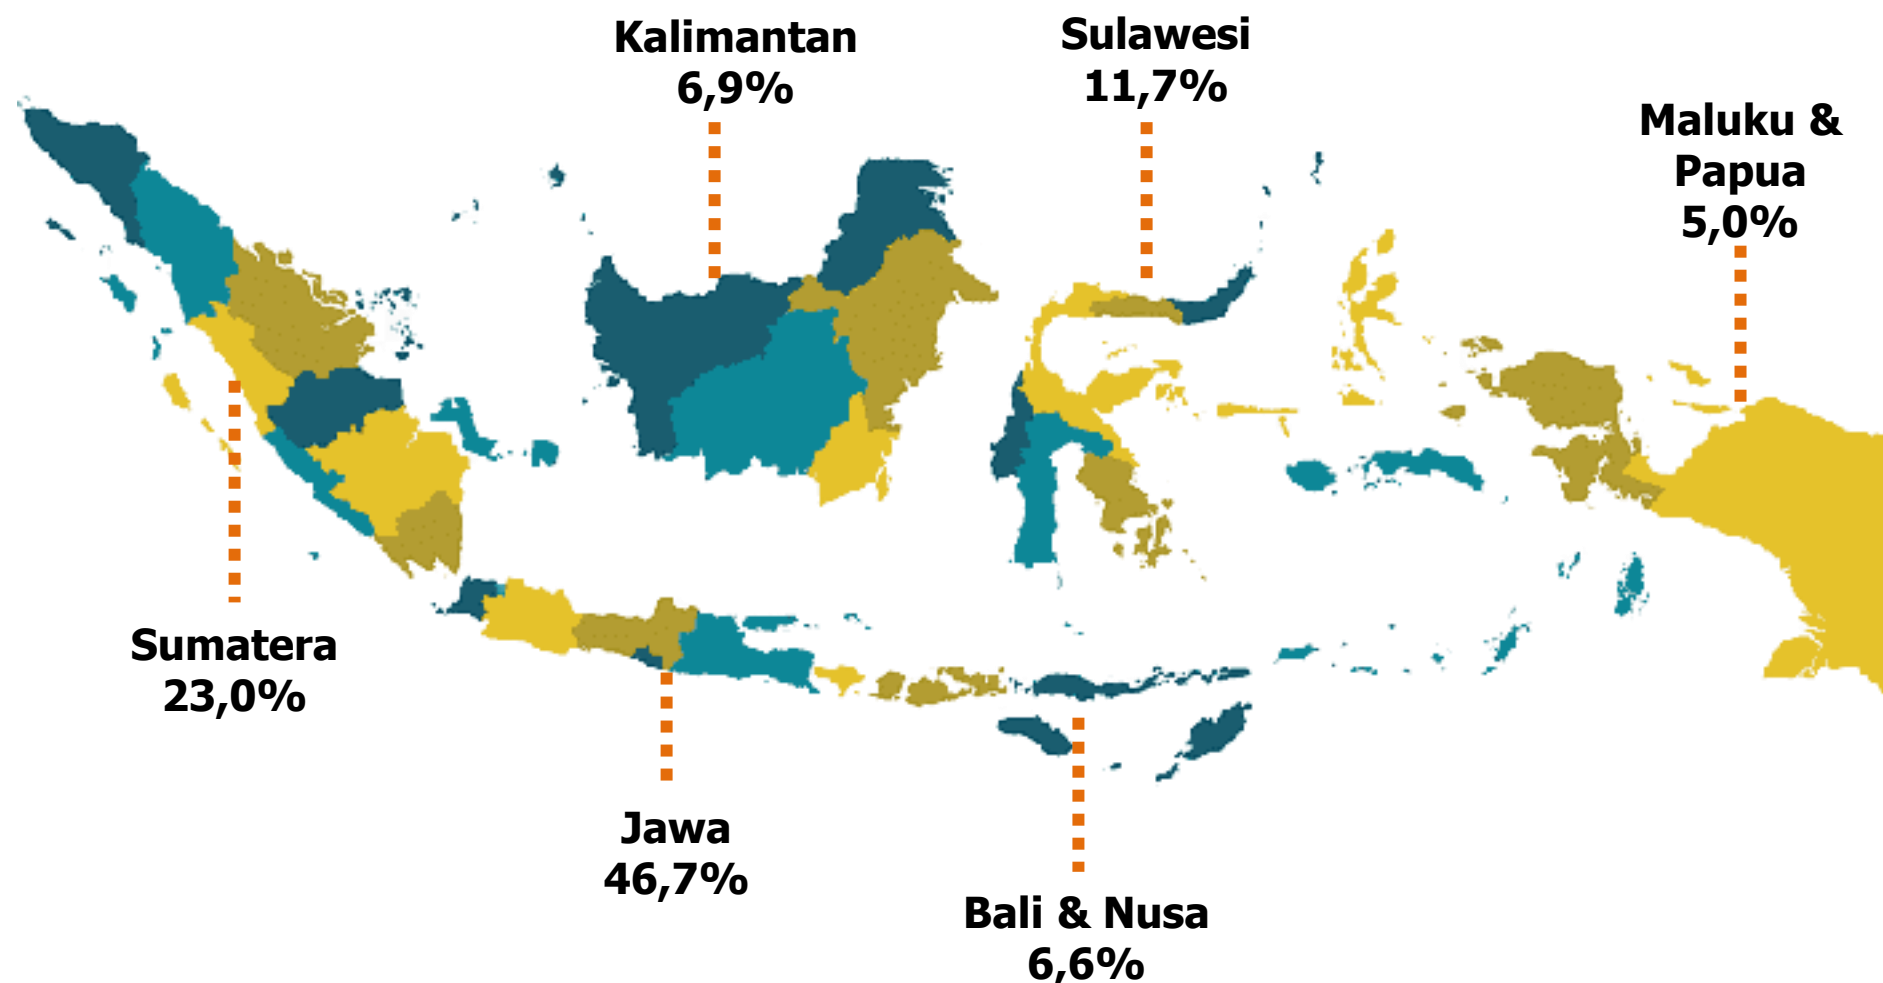 Kalimantan
6,9%
Sulawesi
11,7%
Maluku &
Papua
5,0%
Sumatera
23,0%
Jawa
46,7%
Bali & Nusa
6,6%